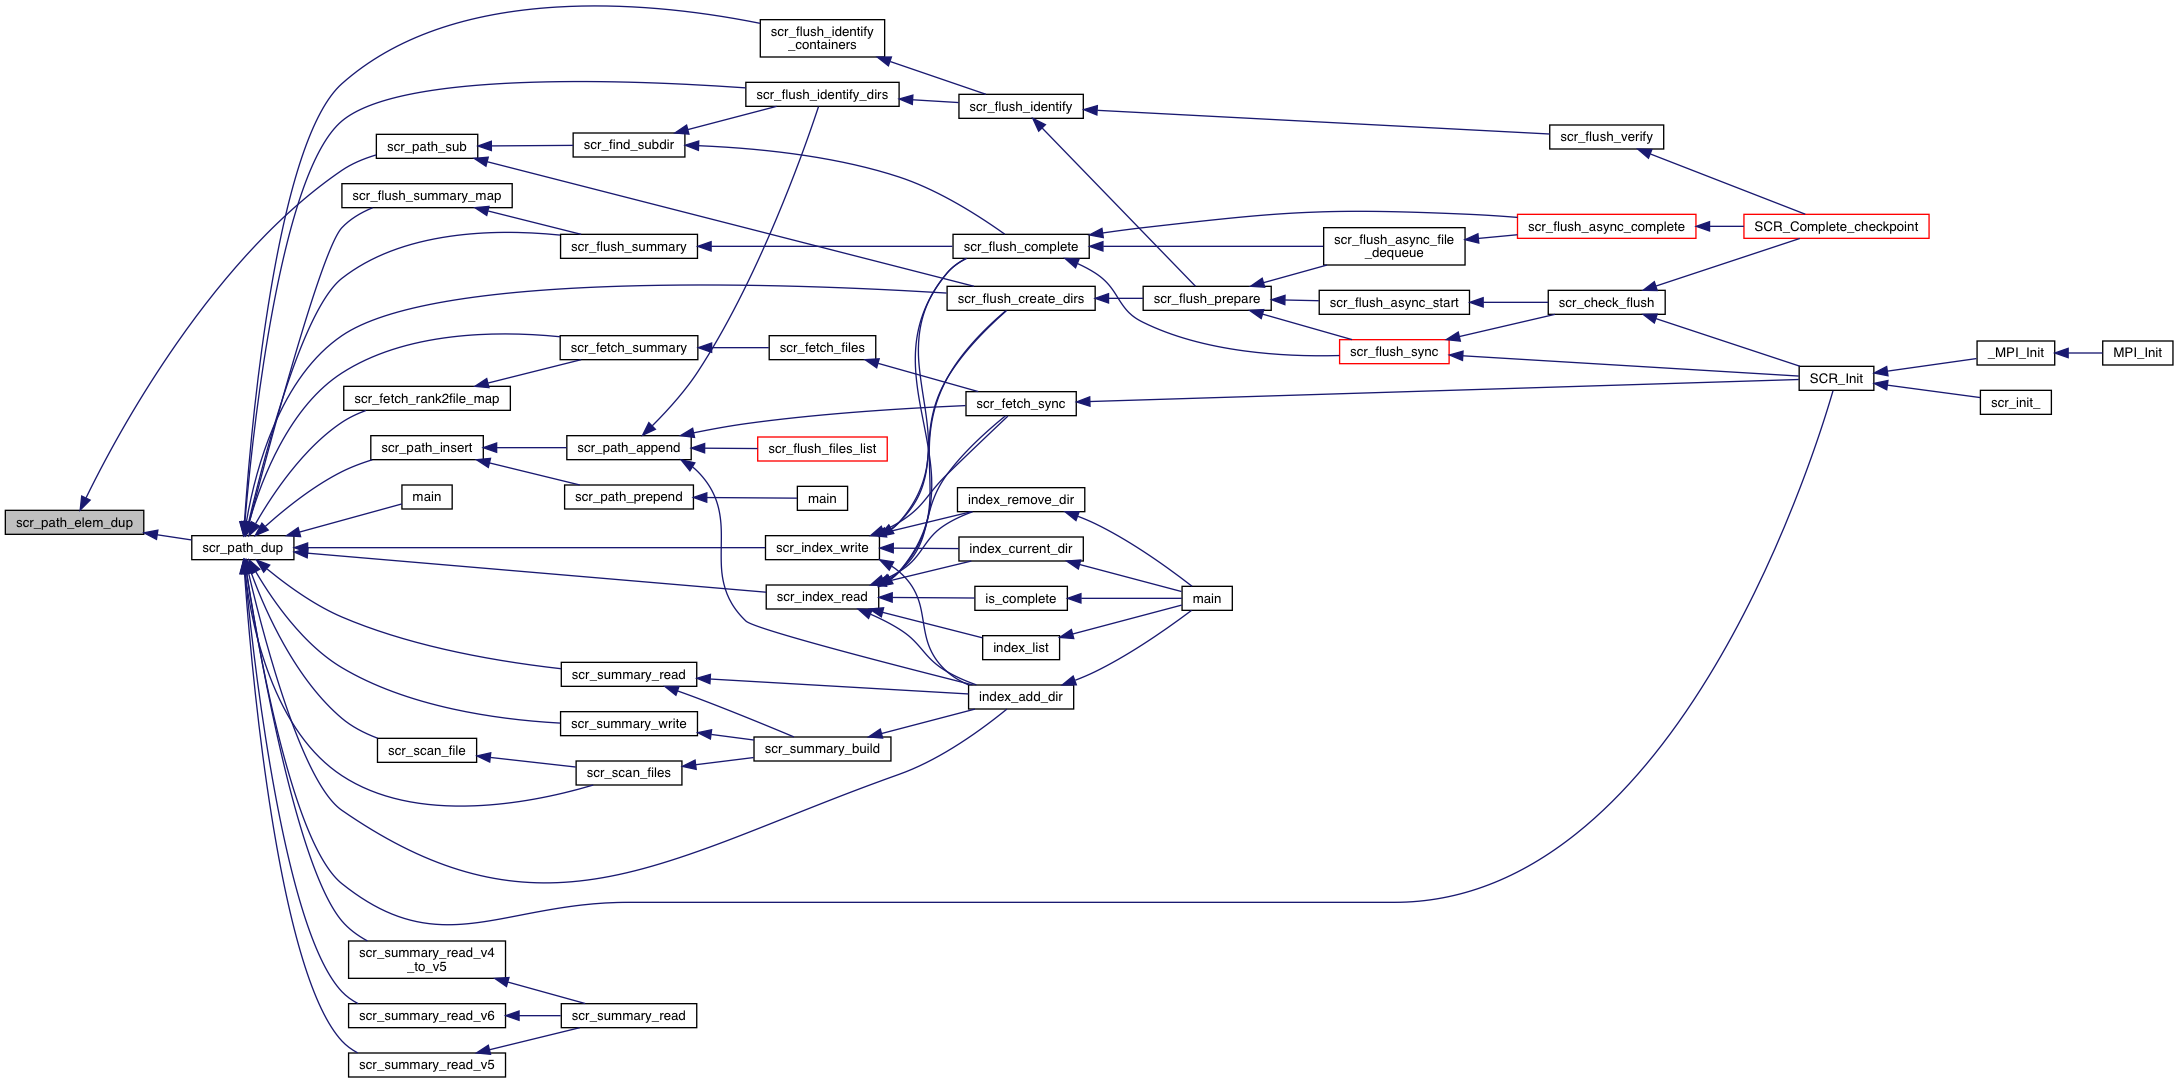 scr_flush_identify
_containers
scr_flush_identify_dirs
scr_flush_identify
scr_flush_verify
scr_path_sub
scr_find_subdir
scr_flush_summary_map
scr_flush_summary
scr_flush_complete
scr_flush_async_file
_dequeue
scr_flush_async_complete
SCR_Complete_checkpoint
scr_flush_create_dirs
scr_flush_prepare
scr_flush_async_start
scr_check_flush
scr_fetch_summary
scr_fetch_files
scr_flush_sync
_MPI_Init
MPI_Init
SCR_Init
scr_fetch_rank2file_map
scr_fetch_sync
scr_init_
scr_path_insert
scr_path_append
scr_flush_files_list
main
scr_path_prepend
main
index_remove_dir
scr_path_elem_dup
scr_path_dup
scr_index_write
index_current_dir
scr_index_read
is_complete
main
index_list
scr_summary_read
index_add_dir
scr_summary_write
scr_scan_file
scr_summary_build
scr_scan_files
scr_summary_read_v4
_to_v5
scr_summary_read_v6
scr_summary_read
scr_summary_read_v5